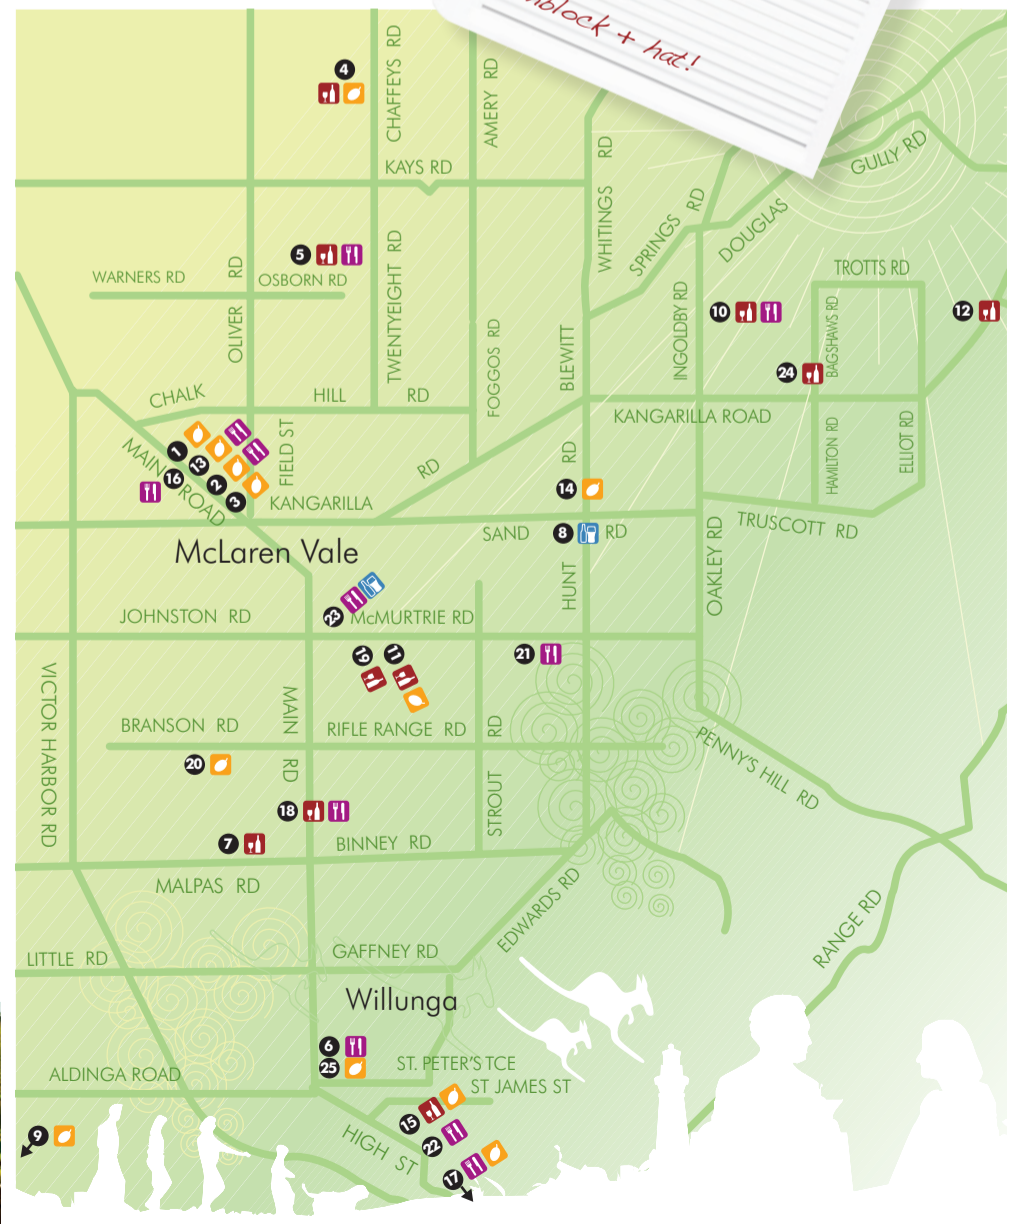 nblock + hat!
4
CHAFFEYS RD
AMERY RD
KAYS RD
WHITINGS RD
GULLY RD
SPRINGS RD
DOUGLAS
5
WARNERS RD
OSBORN RD
OLIVER RD
TWENTYEIGHT RD
TROTTS RD
10
12
INGOLDBY RD
BAGSHAWS RD
FOGGOS RD
BLEWITT RD
24
CHALK HILL RD
KANGARILLA ROAD
FIELD ST
HAMILTON RD
ELLIOT RD
MAIN ROAD
1
13
16
2
3
KANGARILLA RD
14
SAND RD
8
TRUSCOTT RD
McLaren Vale
HUNT
OAKLEY RD
23
JOHNSTON RD
McMURTRIE RD
19
11
21
VICTOR HARBOR RD
MAIN RD
BRANSON RD
RIFLE RANGE RD
STROUT RD
PENNY'S HILL RD
20
18
7
BINNEY RD
MALPAS RD
EDWARDS RD
RANGE RD
LITTLE RD
GAFFNEY RD
Willunga
6
25
ST. PETER'S TCE
ALDINGA ROAD
ST JAMES ST
15
9
HIGH ST
22
17